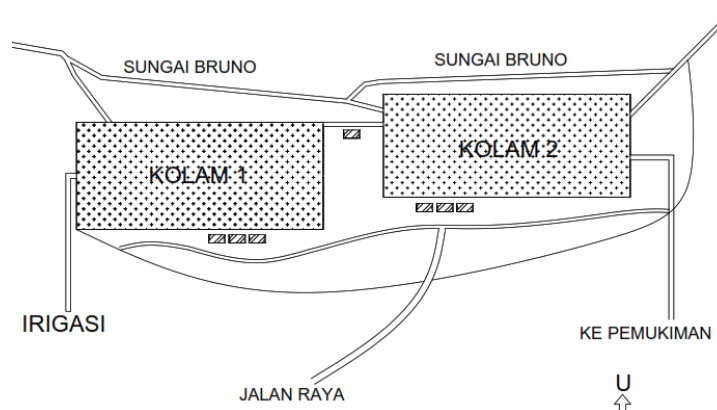 SUNGAI BRUNO
SUNGAI BRUNO
KOLAM 1
KOLAM 2
IRIGASI
KE PEMUKIMAN
JALAN RAYA
U